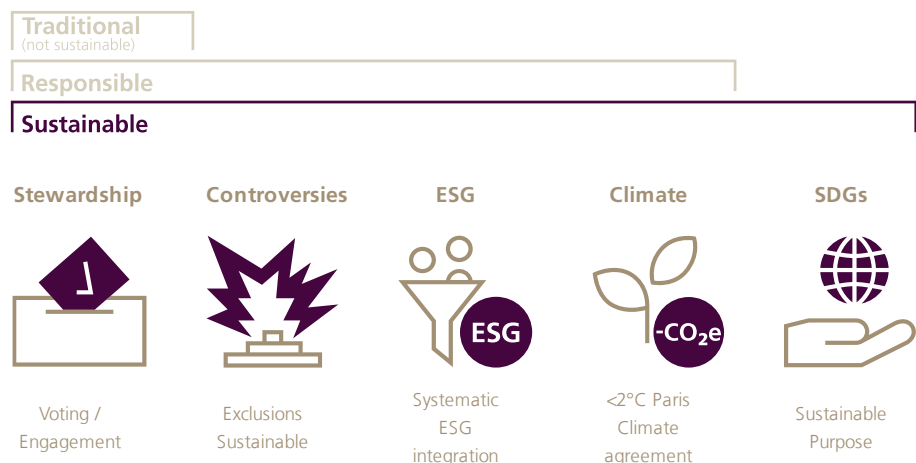 Traditional
(not sustainable)
Responsible
Sustainable
Stewardship
Controversies
ESG
Climate
SDGs
ESG
-CO₂e
Voting /
Engagement
Exclusions
Sustainable
Systematic
ESG
integration
<2°C Paris
Climate
agreement
Sustainable
Purpose